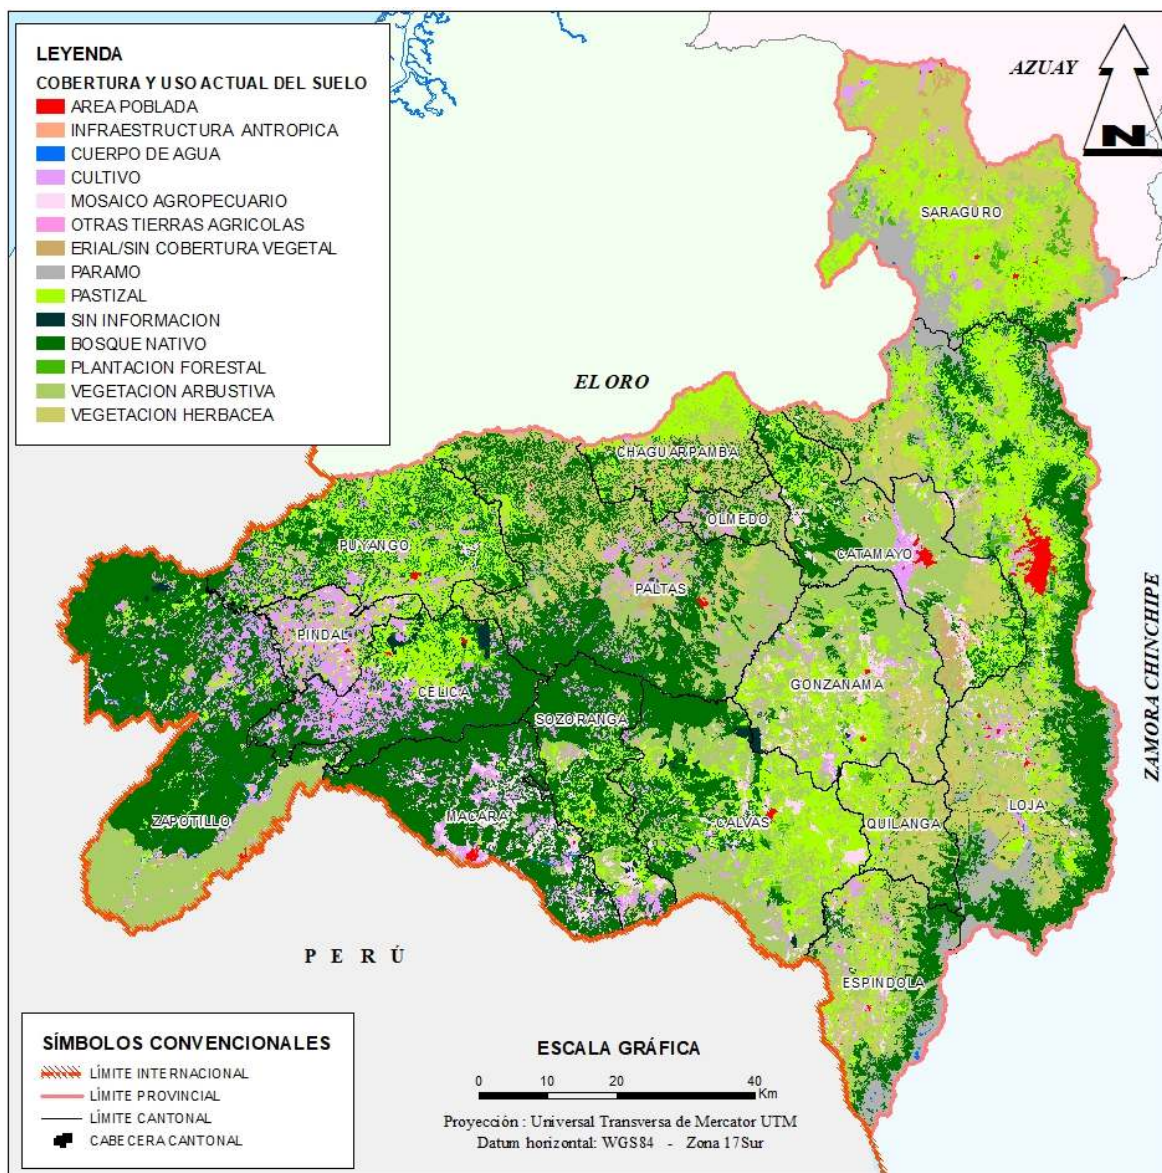 LEYENDA
COBERTURA Y USO ACTUAL DEL SUELO
AREA POBLADA
INFRAESTRUCTURA ANTROPICA
CUERPO DE AGUA
CULTIVO
MOSAICO AGROPECUARIO
OTRAS TIERRAS AGRICOLAS
ERIAL/SIN COBERTURA VEGETAL
PARAMO
PASTIZAL
SIN INFORMACION
BOSQUE NATIVO
PLANTACION FORESTAL
VEGETACION ARBUSTIVA
VEGETACION HERBACEA
AZUAY
N
SARAGURO
EL ORO
CHAGUARPAMBA
OLMEDO
PUYANGO
CATAMAYO
PALTAS
PINDAL
CELICA
GONZANAMA
SOZORANGA
ZAMORA CHINCHIPE
LOJA
ZAPOTILLO
MACARA
CALVAS
QUILANGA
PERÚ
ESPINDOLA
SÍMBOLOS CONVENCIONALES
LÍMITE INTERNACIONAL
LÍMITE PROVINCIAL
LÍMITE CANTONAL
CABECERA CANTONAL
ESCALA GRÁFICA
0 10 20 40
Km
Proyección : Universal Transversa de Mercator UTM
Datum horizontal: WGS84 - Zona 17Sur